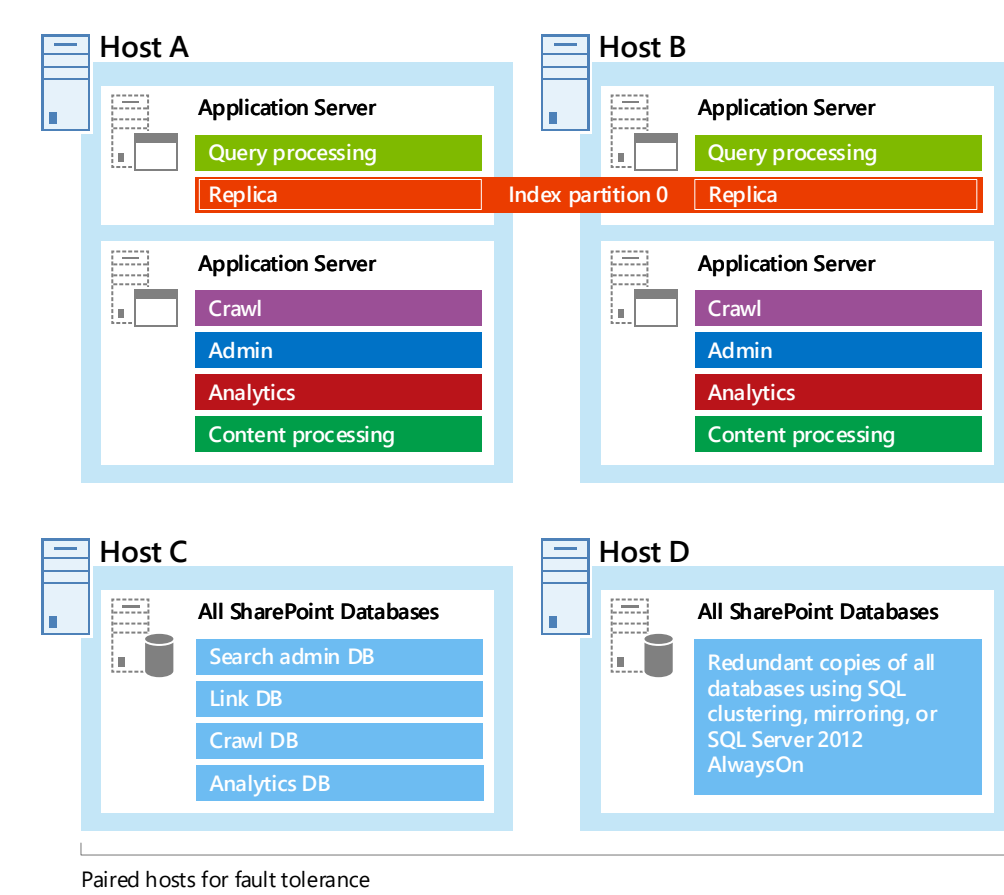 Host A
Application Server
Query processing
Replica
Index partition 0
Application Server
Crawl
Admin
Analytics
Content processing
Host B
Application Server
Query processing
Replica
Application Server
Crawl
Admin
Analytics
Content processing
Host C
All SharePoint Databases
Search admin DB
Link DB
Crawl DB
Analytics DB
Host D
All SharePoint Databases
Redundant copies of all
databases using SQL
clustering, mirroring, or
SQL Server 2012
AlwaysOn
Paired hosts for fault tolerance